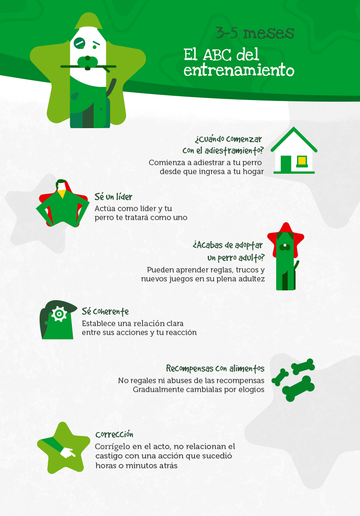 3-5 meses
El ABC del
entrenamiento
¿Cuándo comenzar
con el adiestramiento?
Comienza a adiestrar a tu perro
desde que ingresa a tu hogar
Sé un líder
Actúa como líder y tu
perro te tratará como uno
¿Acabas de adoptar
un perro adulto?
Pueden aprender reglas, trucos y
nuevos juegos en su plena adultez
Sé coherente
Establece una relación clara
entre sus acciones y tu reacción
Recompensas con alimentos
No regales ni abuses de las recompensas
Gradualmente cambialas por elogios
Corrección
Corrígelo en el acto, no relacionan el
castigo con una acción que sucedió
horas o minutos atrás